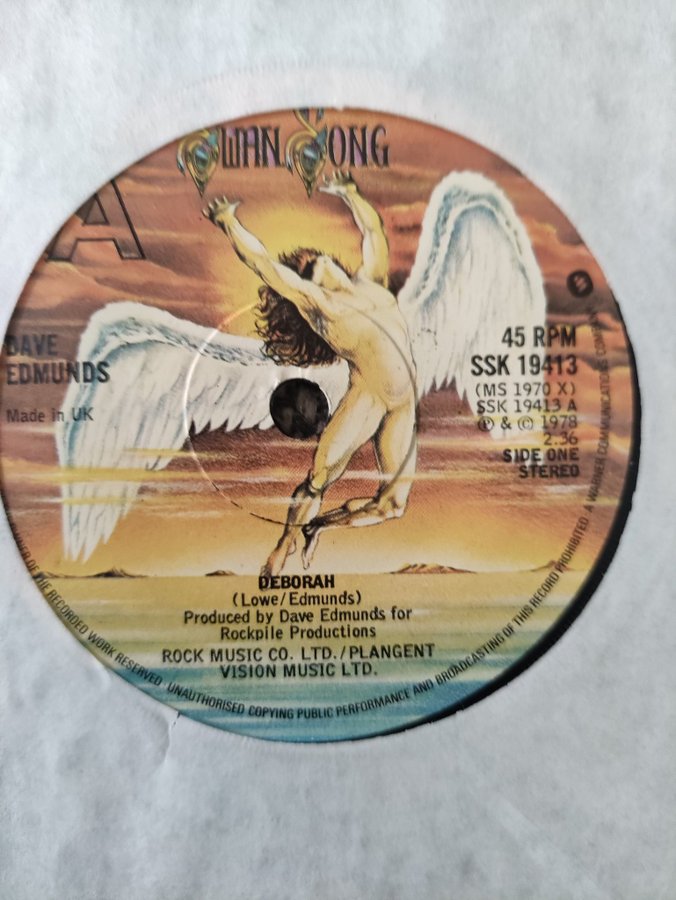 SWAN SONG
A
DAVE
EDMUNDS
Made in UK
45 RPM
SSK 19413
(MS 1970 X)
SSK 19413 A
℗ & © 1978
2.36
SIDE ONE
STEREO
DEBORAH
(Lowe/Edmunds)
Produced by Dave Edmunds for
Rockpile Productions
ROCK MUSIC CO. LTD./PLANGENT
VISION MUSIC LTD.
OF THE RECORDED WORK RESERVED. UNAUTHORISED COPYING PUBLIC PERFORMANCE AND BROADCASTING OF THIS RECORD PROHIBITED. A WARNER COMMUNICATIONS COMPANY